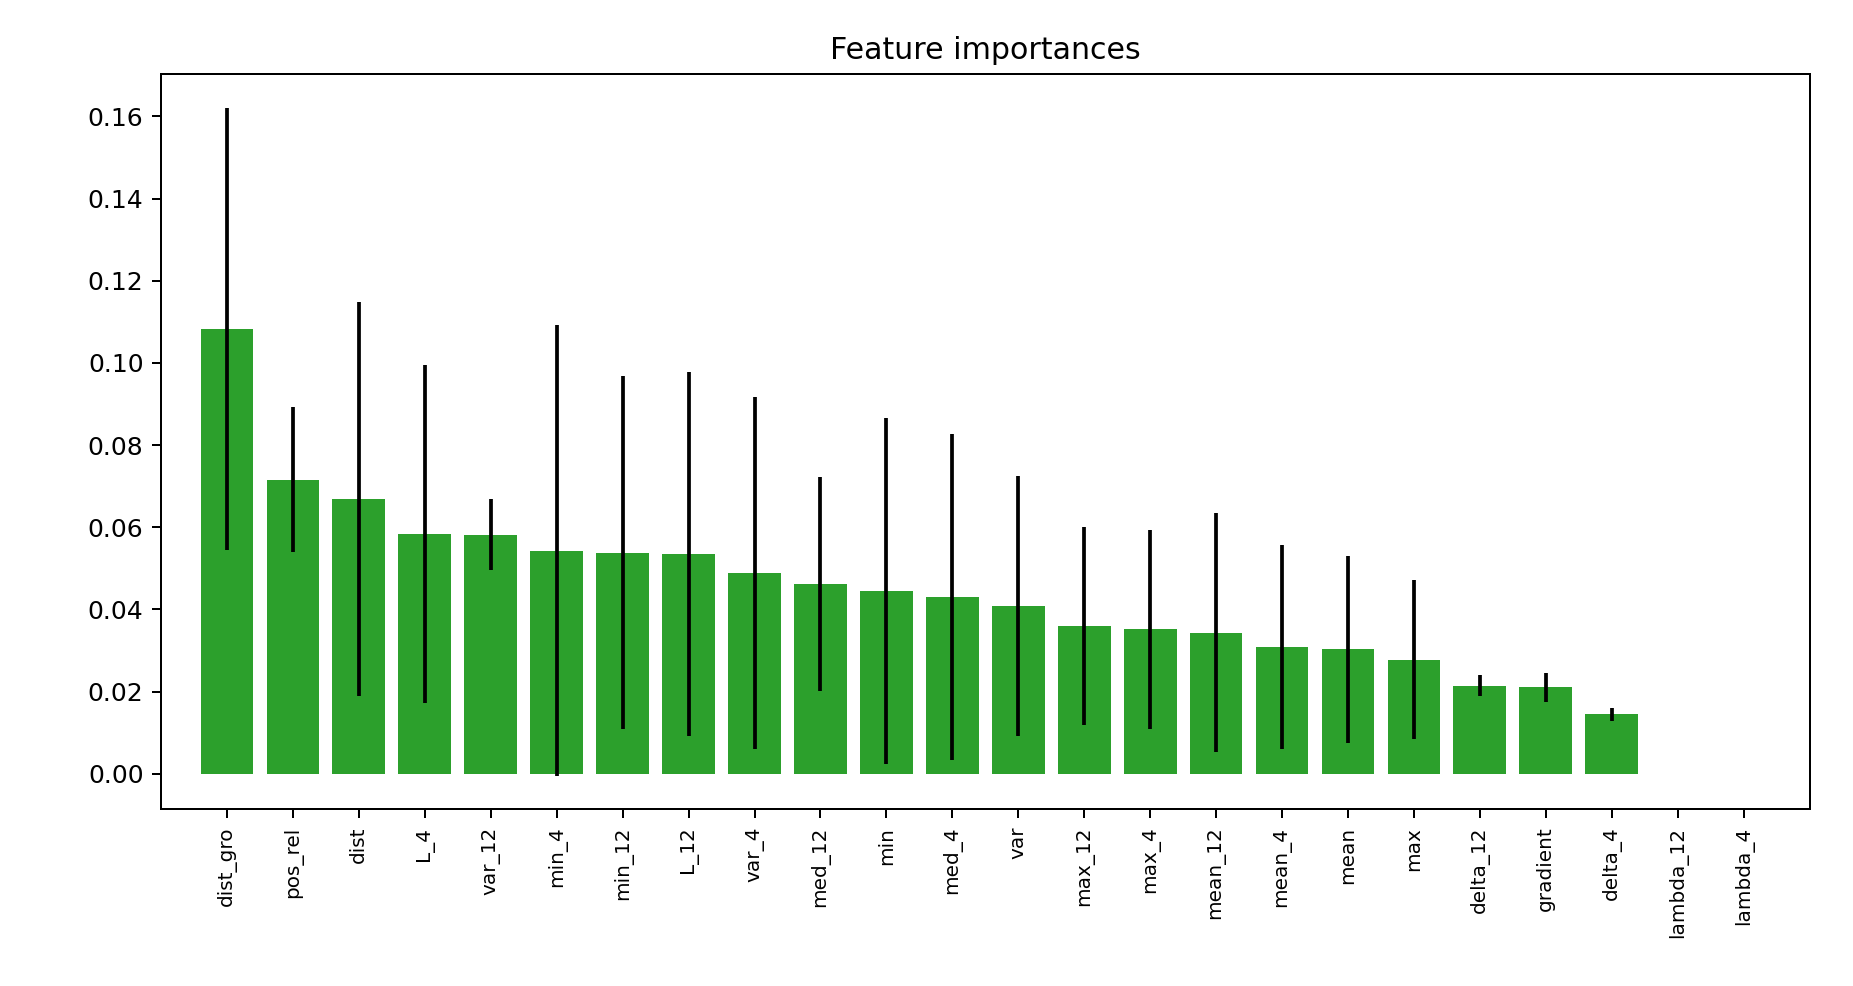 Feature importances
0.16
0.14
0.12
0.10
0.08
0.06
0.04
0.02
0.00
dist_gro
pos_rel
dist
L_4
var_12
min_4
min_12
L_12
var_4
med_12
min
med_4
var
max_12
max_4
mean_12
mean_4
mean
max
delta_12
gradient
delta_4
lambda_12
lambda_4